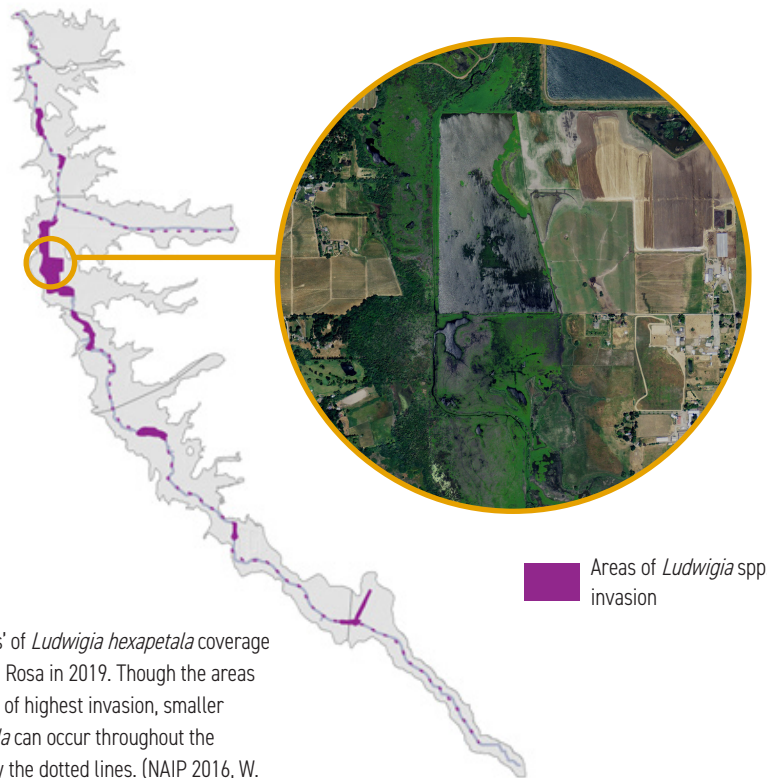 Areas of Ludwigia spp
invasion
of Ludwigia hexapetala coverage
Rosa in 2019. Though the areas
of highest invasion, smaller
can occur throughout the
the dotted lines. (NAIP 2016, W.